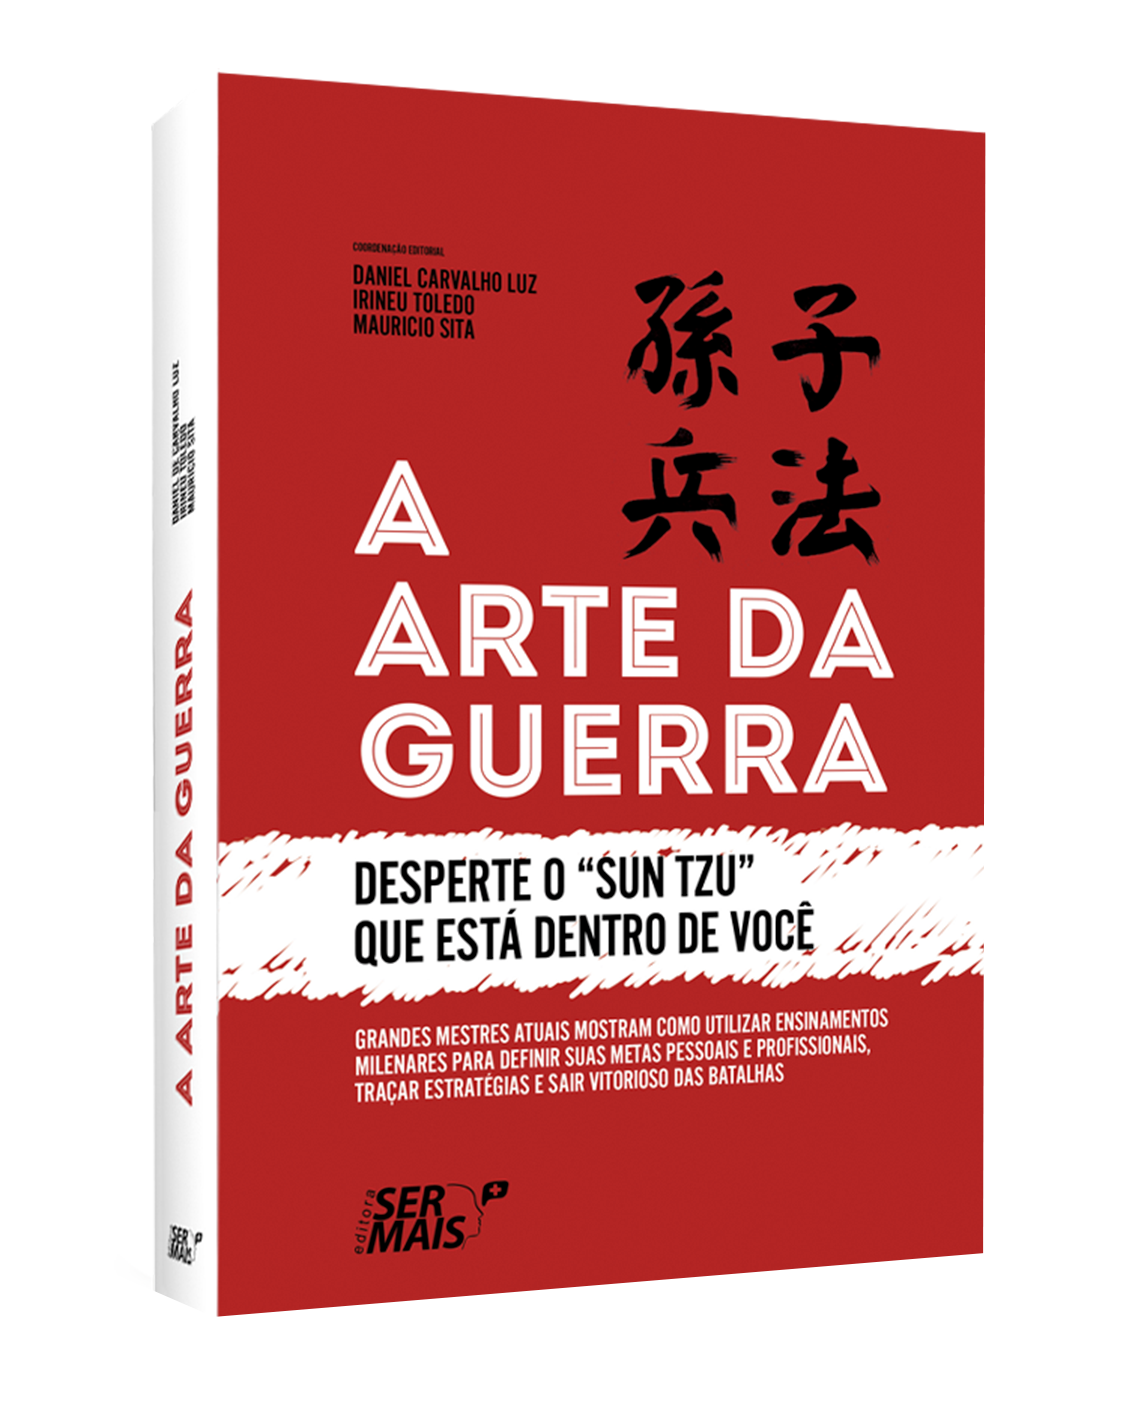 COORDENAÇÃO EDITORIAL
DANIEL CARVALHO LUZ
IRINEU TOLEDO
MAURICIO SITA
孫子
兵法
A
ARTE DA
GUERRA
DESPERTE O “SUN TZU”
QUE ESTÁ DENTRO DE VOCÊ
GRANDES MESTRES ATUAIS MOSTRAM COMO UTILIZAR ENSINAMENTOS
MILENARES PARA DEFINIR SUAS METAS PESSOAIS E PROFISSIONAIS,
TRAÇAR ESTRATÉGIAS E SAIR VITORIOSO DAS BATALHAS
editora
SER
MAIS
DANIEL DE CARVALHO LUZ
IRINEU TOLEDO
MAURICIO SITA
A ARTE DA GUERRA
SER
MAIS